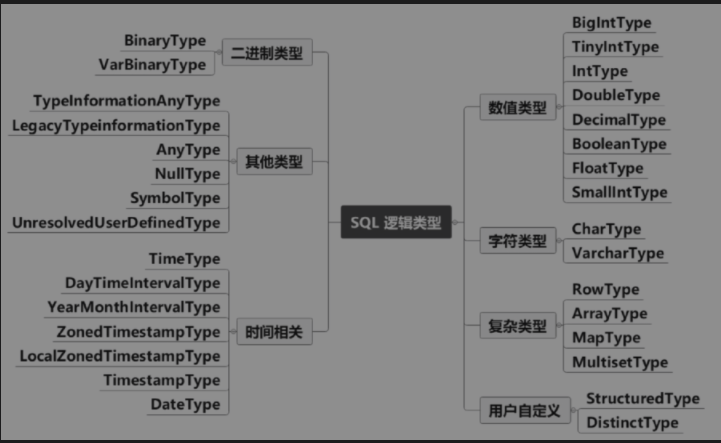 SQL 逻辑类型
二进制类型
BinaryType
VarBinaryType
其他类型
TypeInformationAnyType
LegacyTypeinformationType
AnyType
NullType
SymbolType
UnresolvedUserDefinedType
时间相关
TimeType
DayTimeIntervalType
YearMonthIntervalType
ZonedTimestampType
LocalZonedTimestampType
TimestampType
DateType
数值类型
BigIntType
TinyIntType
IntType
DoubleType
DecimalType
BooleanType
FloatType
SmallIntType
字符类型
CharType
VarcharType
复杂类型
RowType
ArrayType
MapType
MultisetType
用户自定义
StructuredType
DistinctType